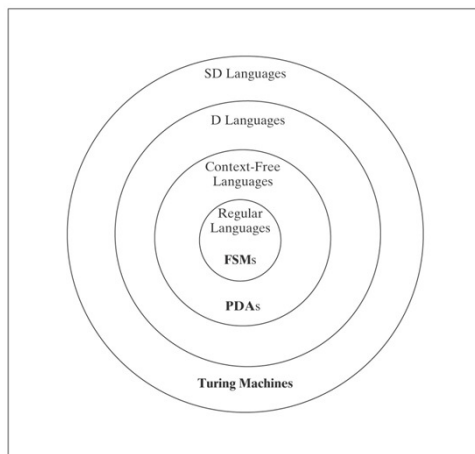 SD Languages
D Languages
Context-Free
Languages
Regular
Languages
FSMs
PDAs
Turing Machines